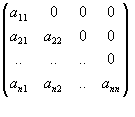 a11 0 0 0
a21 a22 0 0
.. .. .. 0
an1 an2 .. ann